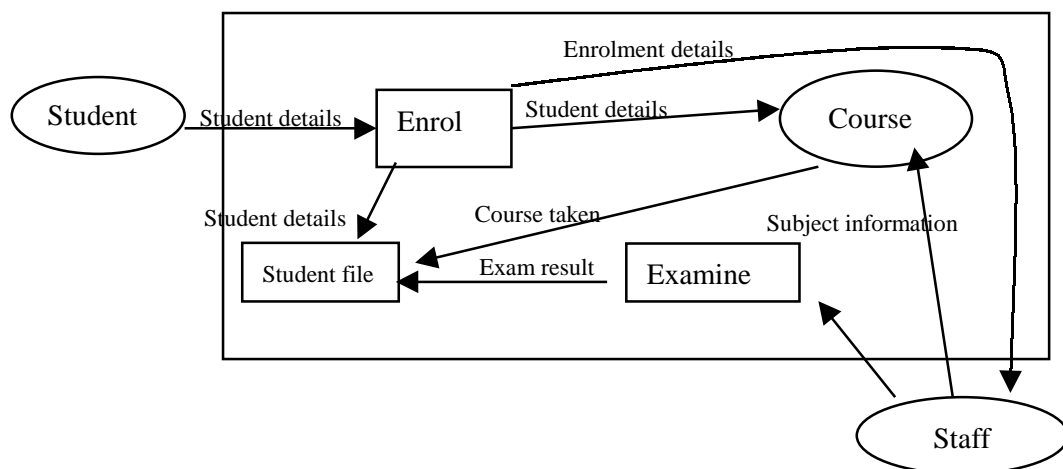 Enrolment details
Student
Student details
Enrol
Student details
Course
Student details
Course taken
Subject information
Student file
Exam result
Examine
Staff